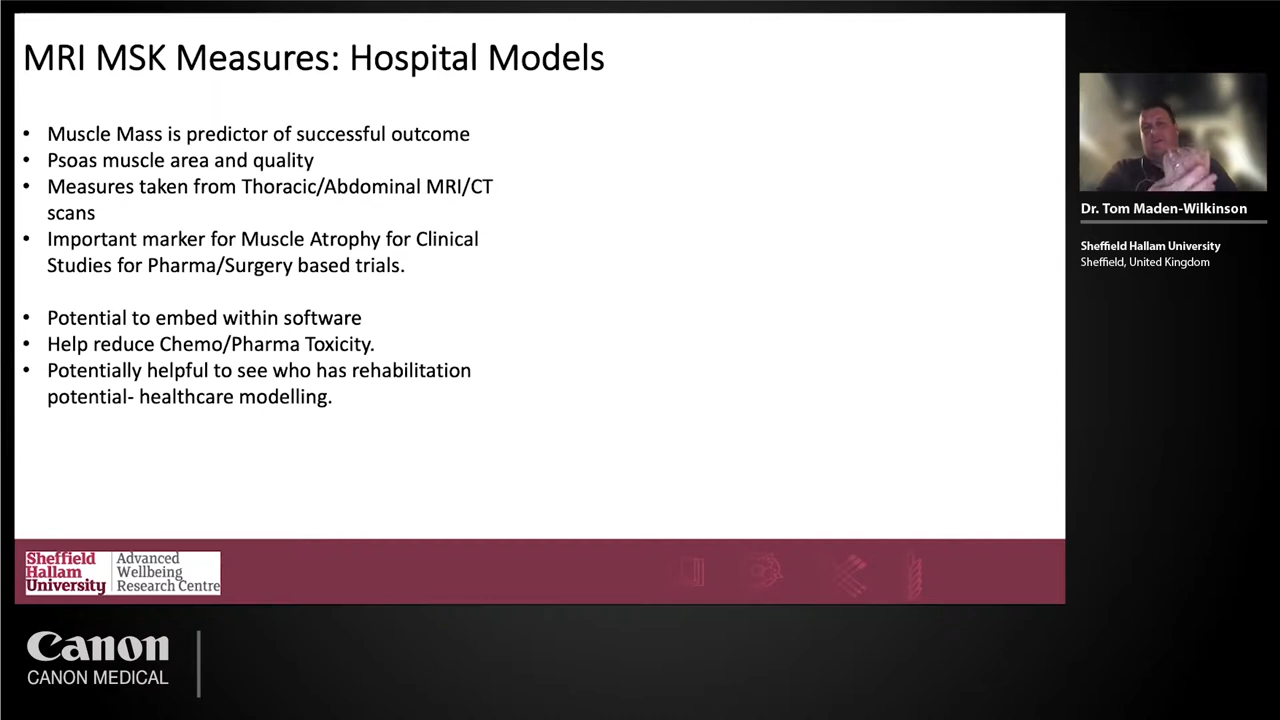 MRI MSK Measures: Hospital Models
• Muscle Mass is predictor of successful outcome
• Psoas muscle area and quality
• Measures taken from Thoracic/Abdominal MRI/CT
scans
• Important marker for Muscle Atrophy for Clinical
Studies for Pharma/Surgery based trials.
• Potential to embed within software
• Help reduce Chemo/Pharma Toxicity.
• Potentially helpful to see who has rehabilitation
potential- healthcare modelling.
Dr. Tom Maden-Wilkinson
Sheffield Hallam University
Sheffield, United Kingdom
Sheffield
Hallam
University
Advanced
Wellbeing
Research Centre
Canon
CANON MEDICAL